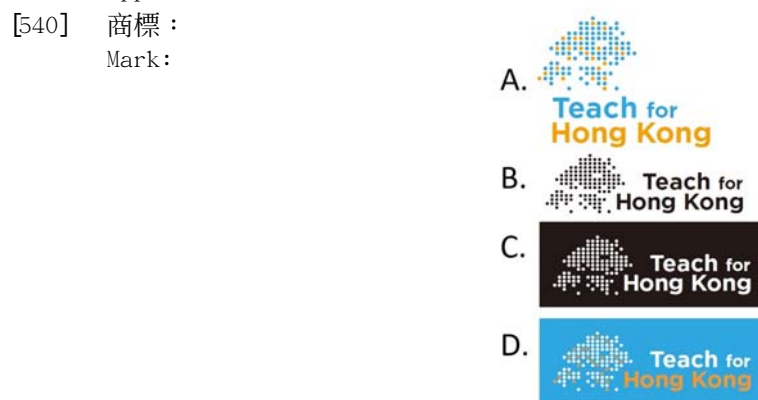 [540] 商標：
Mark:
A.
Teach for
Hong Kong
B.
Teach for
Hong Kong
C.
Teach for
Hong Kong
D.
Teach for
Hong Kong